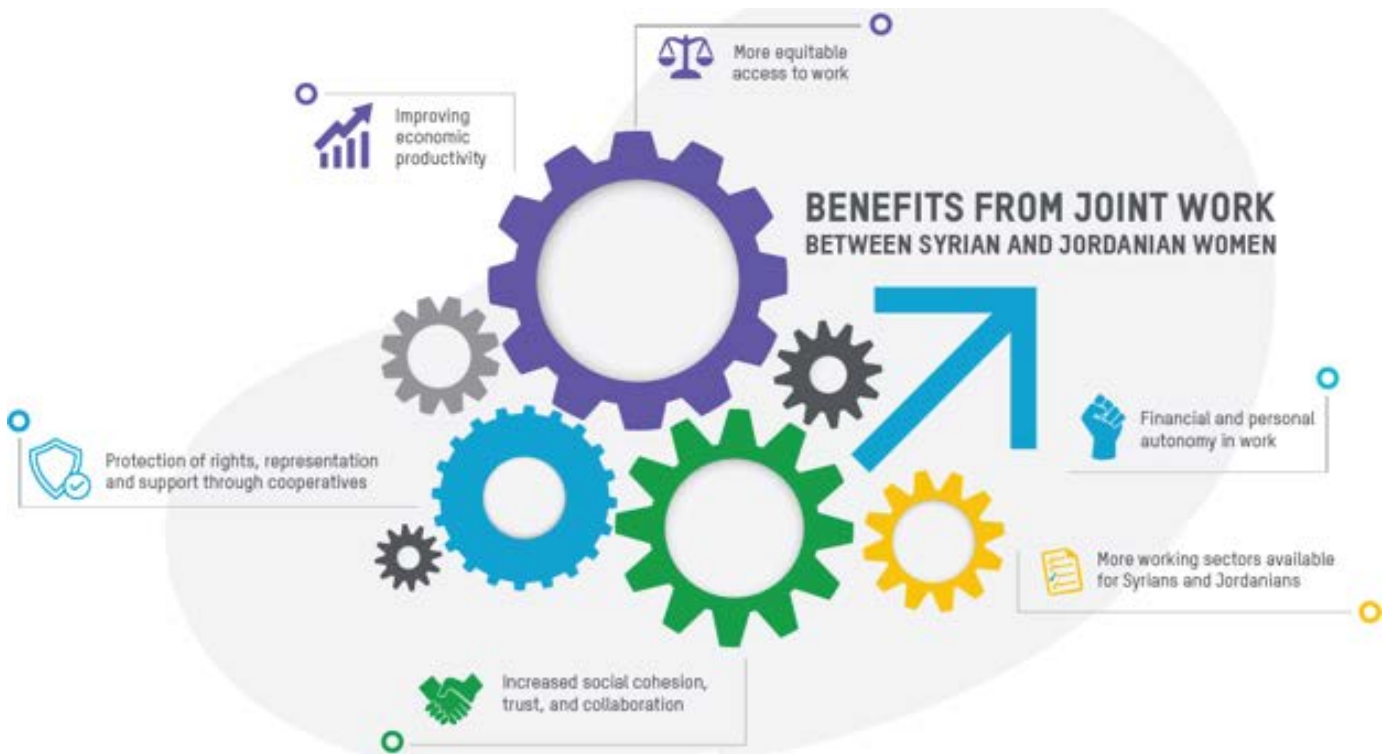 More equitable
access to work
Improving
economic
productivity
BENEFITS FROM JOINT WORK
BETWEEN SYRIAN AND JORDANIAN WOMEN
Financial and personal
autonomy in work
Protection of rights, representation
and support through cooperatives
More working sectors available
for Syrians and Jordanians
Increased social cohesion,
trust, and collaboration